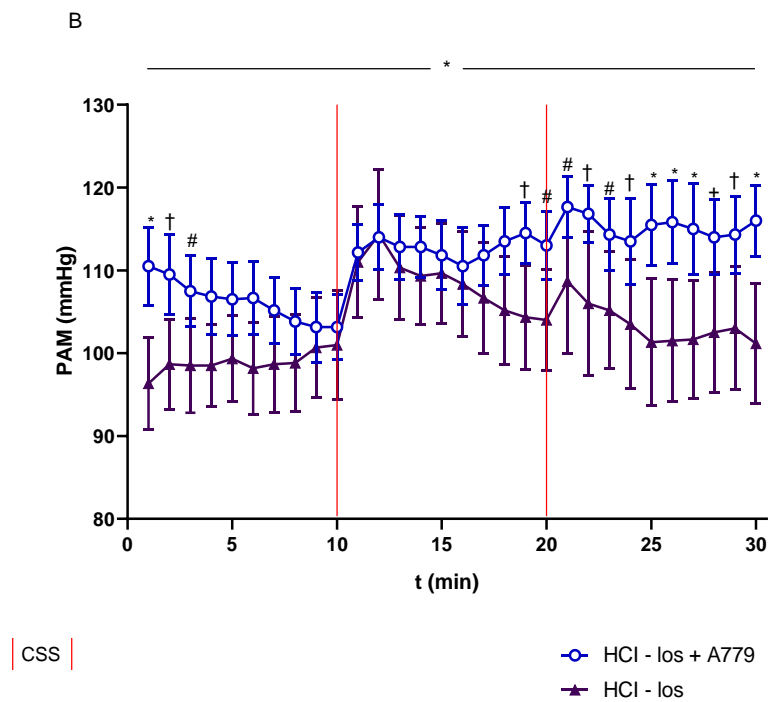 B
*
130
120
110
100
90
80
PAM (mmHg)
* † # † # # † # † * * * + † *
0 5 10 15 20 25 30
t (min)
CSS
HCI - los + A779
HCI - los